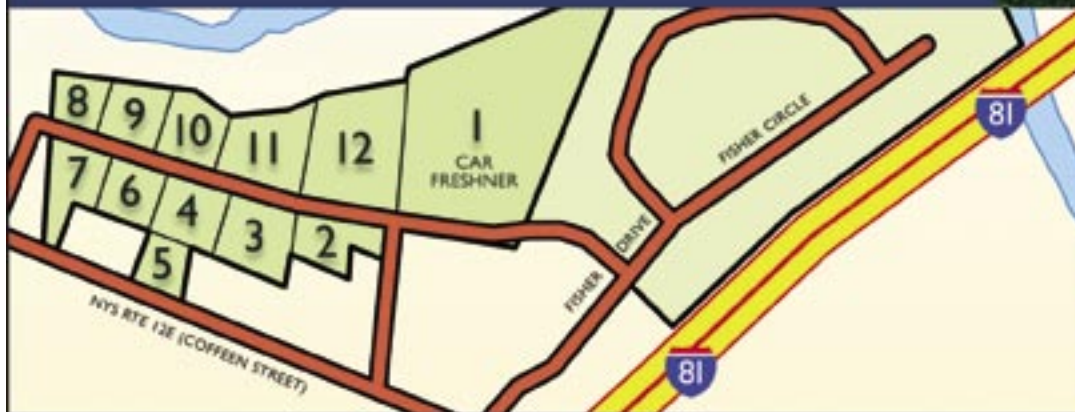 8
9
10
11
12
1
CAR
FRESHNER
7
6
4
3
2
5
FISHER CIRCLE
FISHER DRIVE
NYS RTE 12E (COFFEEN STREET)
81
81